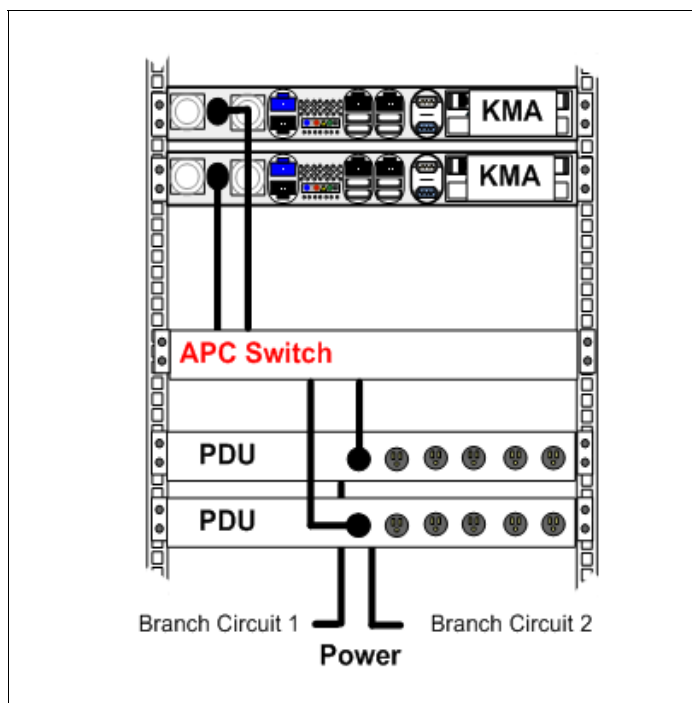 KMA
KMA
APC Switch
PDU
PDU
Branch Circuit 1
Branch Circuit 2
Power